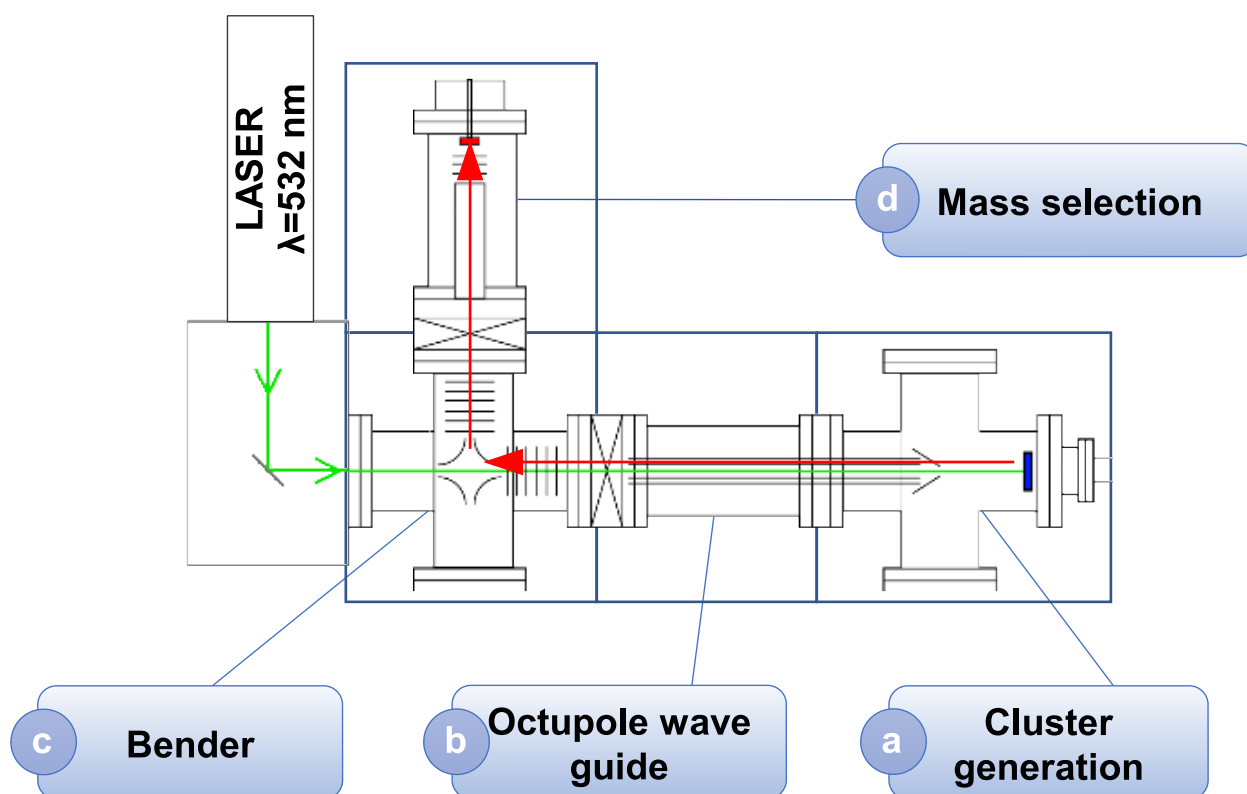 LASER
λ=532 nm
d
Mass selection
c
Bender
b
Octupole wave
guide
a
Cluster
generation